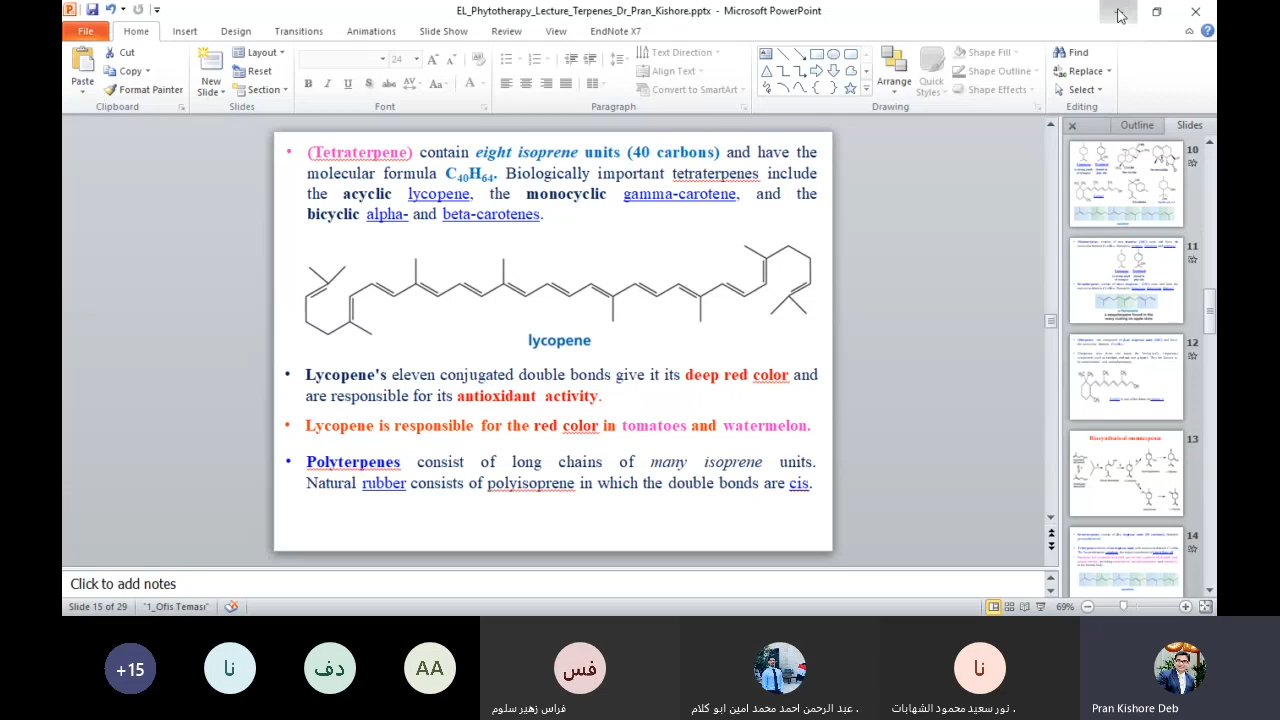 EL_Phytotherapy_Lecture_Terpenes_Dr_Pran_Kishore.pptx - Microsoft PowerPoint
File Home Insert Design Transitions Animations Slide Show Review View EndNote X7
Paste
Cut
Copy
Format Painter
Clipboard
New Slide
Layout
Reset
Section
Slides
24
B I U S abc AV Aa A
Font
Text Direction
Align Text
Convert to SmartArt
Paragraph
Arrange
Quick Styles
Shape Fill
Shape Outline
Shape Effects
Drawing
Find
Replace
Select
Editing
(Tetraterpene) contain eight isoprene units (40 carbons) and have the
molecular formula C40H64. Biologically important tetraterpenes include
the acyclic lycopene, the monocyclic gamma-carotene, and the
bicyclic alpha- and beta-carotenes.
lycopene
Lycopene's eleven conjugated double bonds give it its deep red color and
are responsible for its antioxidant activity.
Lycopene is responsible for the red color in tomatoes and watermelon.
Polyterpenes consist of long chains of many isoprene units.
Natural rubber consists of polyisoprene in which the double bonds are cis.
Outline Slides
10
11
12
13
Biosynthesis of monoterpenes
14
Click to add notes
Slide 15 of 29 "1_Ofis Teması" 69%
+15 نا دف AA فس نا
فراس زهير سلوم
عبد الرحمن احمد محمد امين ابو كلام .
نور سعيد محمود الشهابات .
Pran Kishore Deb